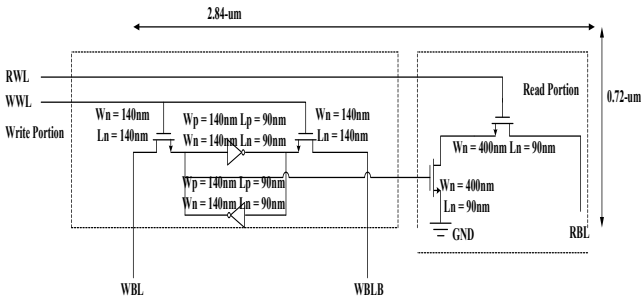 2.84-um
0.72-um
RWL
Read Portion
WWL
Wn = 140nm
Ln = 140nm
Wp = 140nm Lp = 90nm
Wn = 140nm Ln = 90nm
Wn = 140nm
Ln = 140nm
Write Portion
Wn = 400nm Ln = 90nm
Wp = 140nm Lp = 90nm
Wn = 140nm Ln = 90nm
Wn = 400nm
Ln = 90nm
GND
RBL
WBL
WBLB